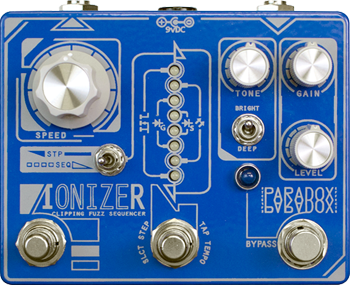 9VDC
TONE
GAIN
BRIGHT
SPEED
G
S
DEEP
STP
SEQ
LEVEL
IONIZER
CLIPPING FUZZ SEQUENCER
PARADOX
SLCT STEP
TAP TEMPO
BYPASS